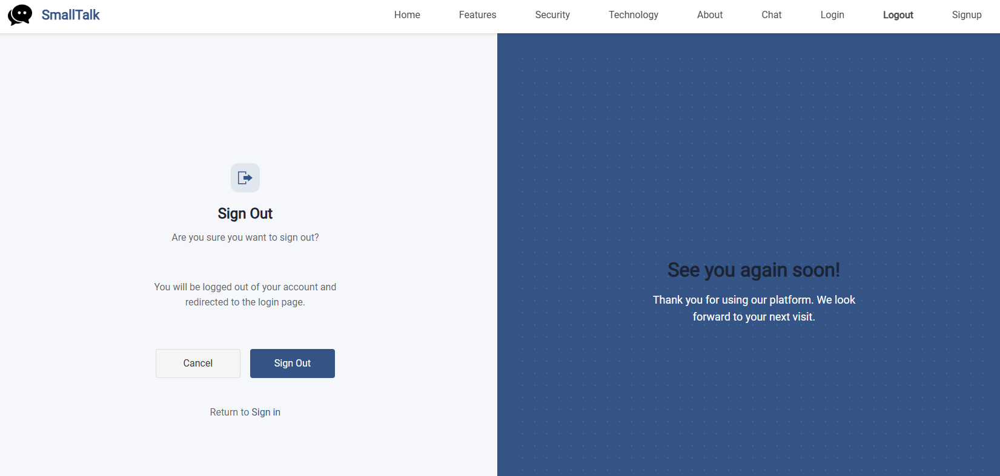 SmallTalk
Home Features Security Technology About Chat Login Logout Signup
Sign Out
Are you sure you want to sign out?
You will be logged out of your account and
redirected to the login page.
Cancel Sign Out
Return to Sign in
See you again soon!
Thank you for using our platform. We look
forward to your next visit.